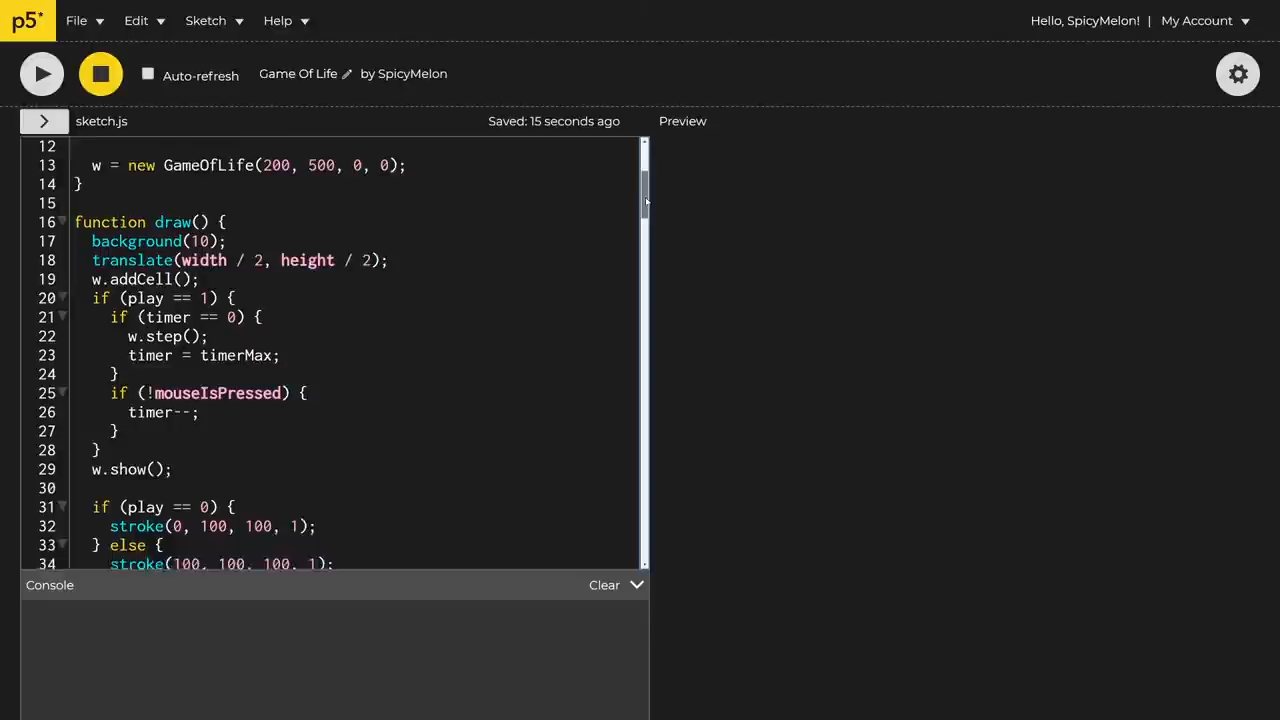 p5* File Edit Sketch Help Hello, SpicyMelon! | My Account
Auto-refresh Game Of Life by SpicyMelon
> sketch.js Saved: 15 seconds ago Preview
12
13 w = new GameOfLife(200, 500, 0, 0);
14 }
15
16 function draw() {
17 background(10);
18 translate(width / 2, height / 2);
19 w.addCell();
20 if (play == 1) {
21 if (timer == 0) {
22 w.step();
23 timer = timerMax;
24 }
25 if (!mouseIsPressed) {
26 timer--;
27 }
28 }
29 w.show();
30
31 if (play == 0) {
32 stroke(0, 100, 100, 1);
33 } else {
34 stroke(100, 100, 100, 1);
Console Clear